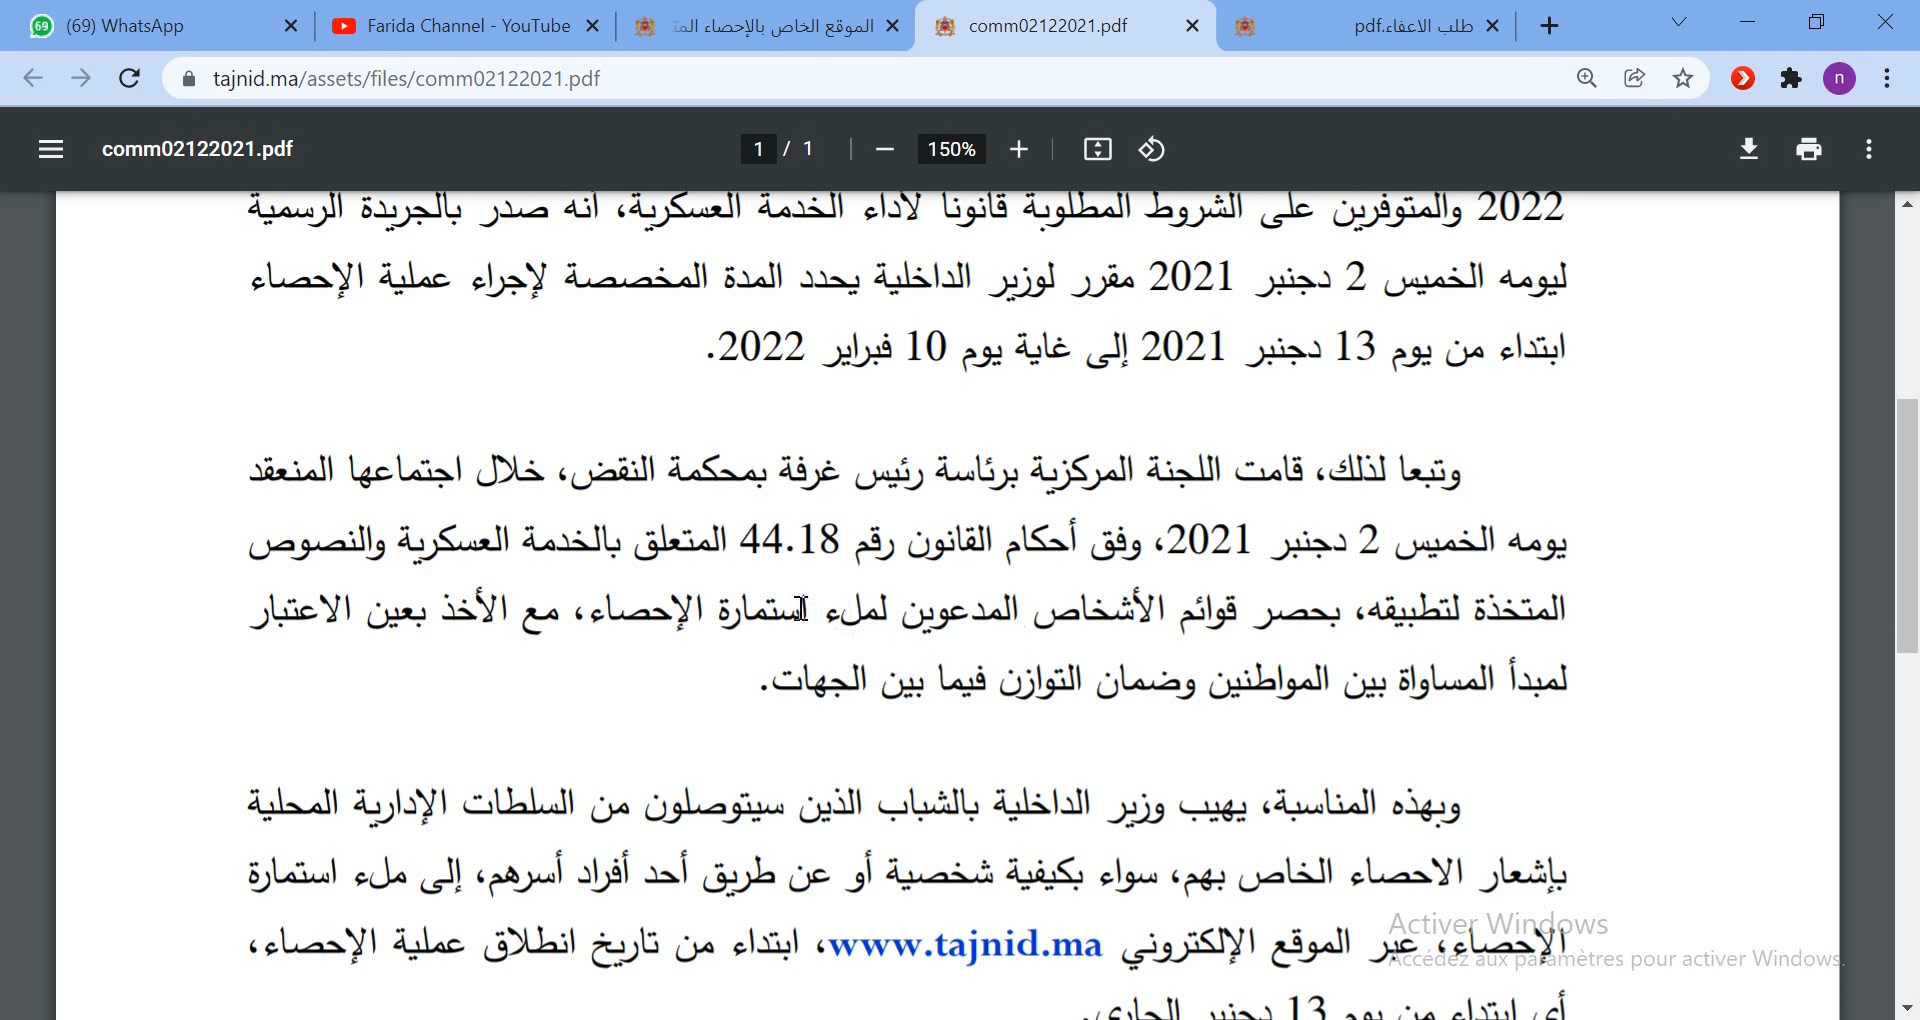 (69) WhatsApp
Farida Channel - YouTube
الموقع الخاص بالإحصاء المتـ
comm02122021.pdf
طلب الاعفاء.pdf
tajnid.ma/assets/files/comm02122021.pdf
n
comm02122021.pdf
1 / 1
150%
2022 والمتوفرين على الشروط المطلوبة قانونا لأداء الخدمة العسكرية، أنه صدر بالجريدة الرسمية
ليومه الخميس 2 دجنبر 2021 مقرر لوزير الداخلية يحدد المدة المخصصة لإجراء عملية الإحصاء
ابتداء من يوم 13 دجنبر 2021 إلى غاية يوم 10 فبراير 2022.
وتبعا لذلك، قامت اللجنة المركزية برئاسة رئيس غرفة بمحكمة النقض، خلال اجتماعها المنعقد
يومه الخميس 2 دجنبر 2021، وفق أحكام القانون رقم 44.18 المتعلق بالخدمة العسكرية والنصوص
المتخذة لتطبيقه، بحصر قوائم الأشخاص المدعوين لملء استمارة الإحصاء، مع الأخذ بعين الاعتبار
لمبدأ المساواة بين المواطنين وضمان التوازن فيما بين الجهات.
وبهذه المناسبة، يهيب وزير الداخلية بالشباب الذين سيتوصلون من السلطات الإدارية المحلية
بإشعار الاحصاء الخاص بهم، سواء بكيفية شخصية أو عن طريق أحد أفراد أسرهم، إلى ملء استمارة
الإحصاء، عبر الموقع الإلكتروني www.tajnid.ma، ابتداء من تاريخ انطلاق عملية الإحصاء،
أي ابتداء من يوم 13 دجنبر الجاري.
Activer Windows
Accédez aux paramètres pour activer Windows.